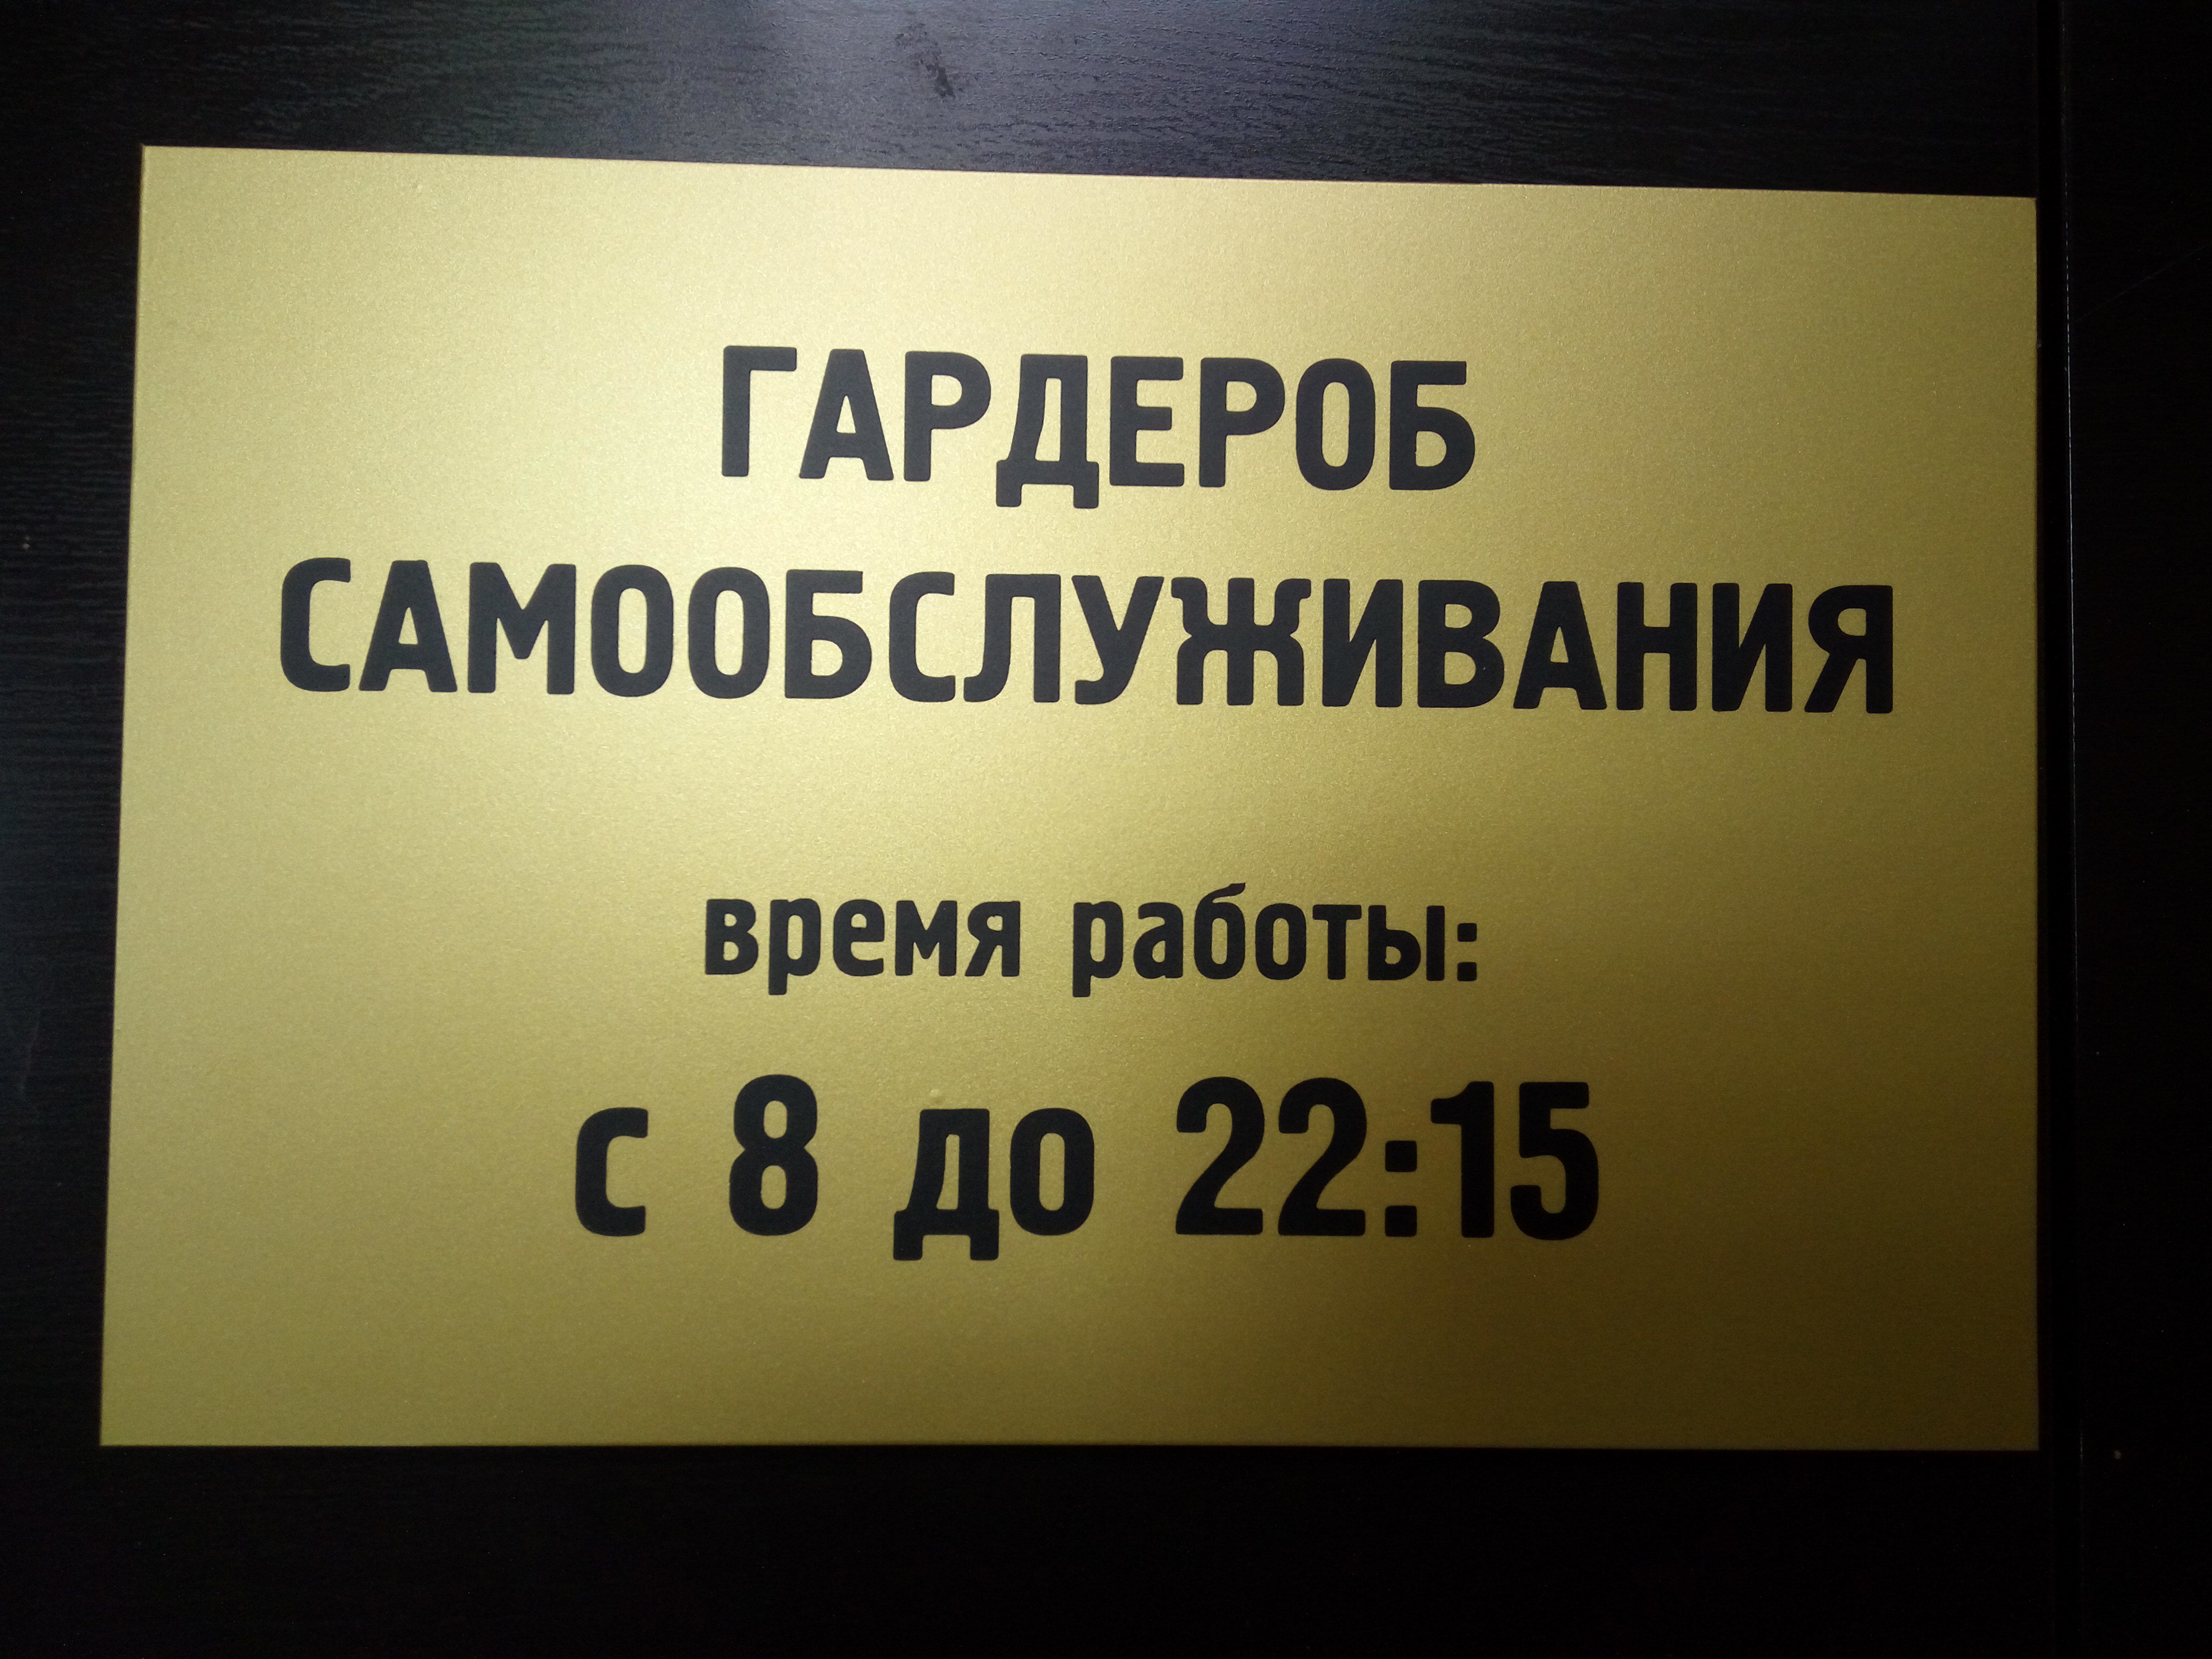 ГАРДЕРОБ
САМООБСЛУЖИВАНИЯ
время работы:
с 8 до 22:15